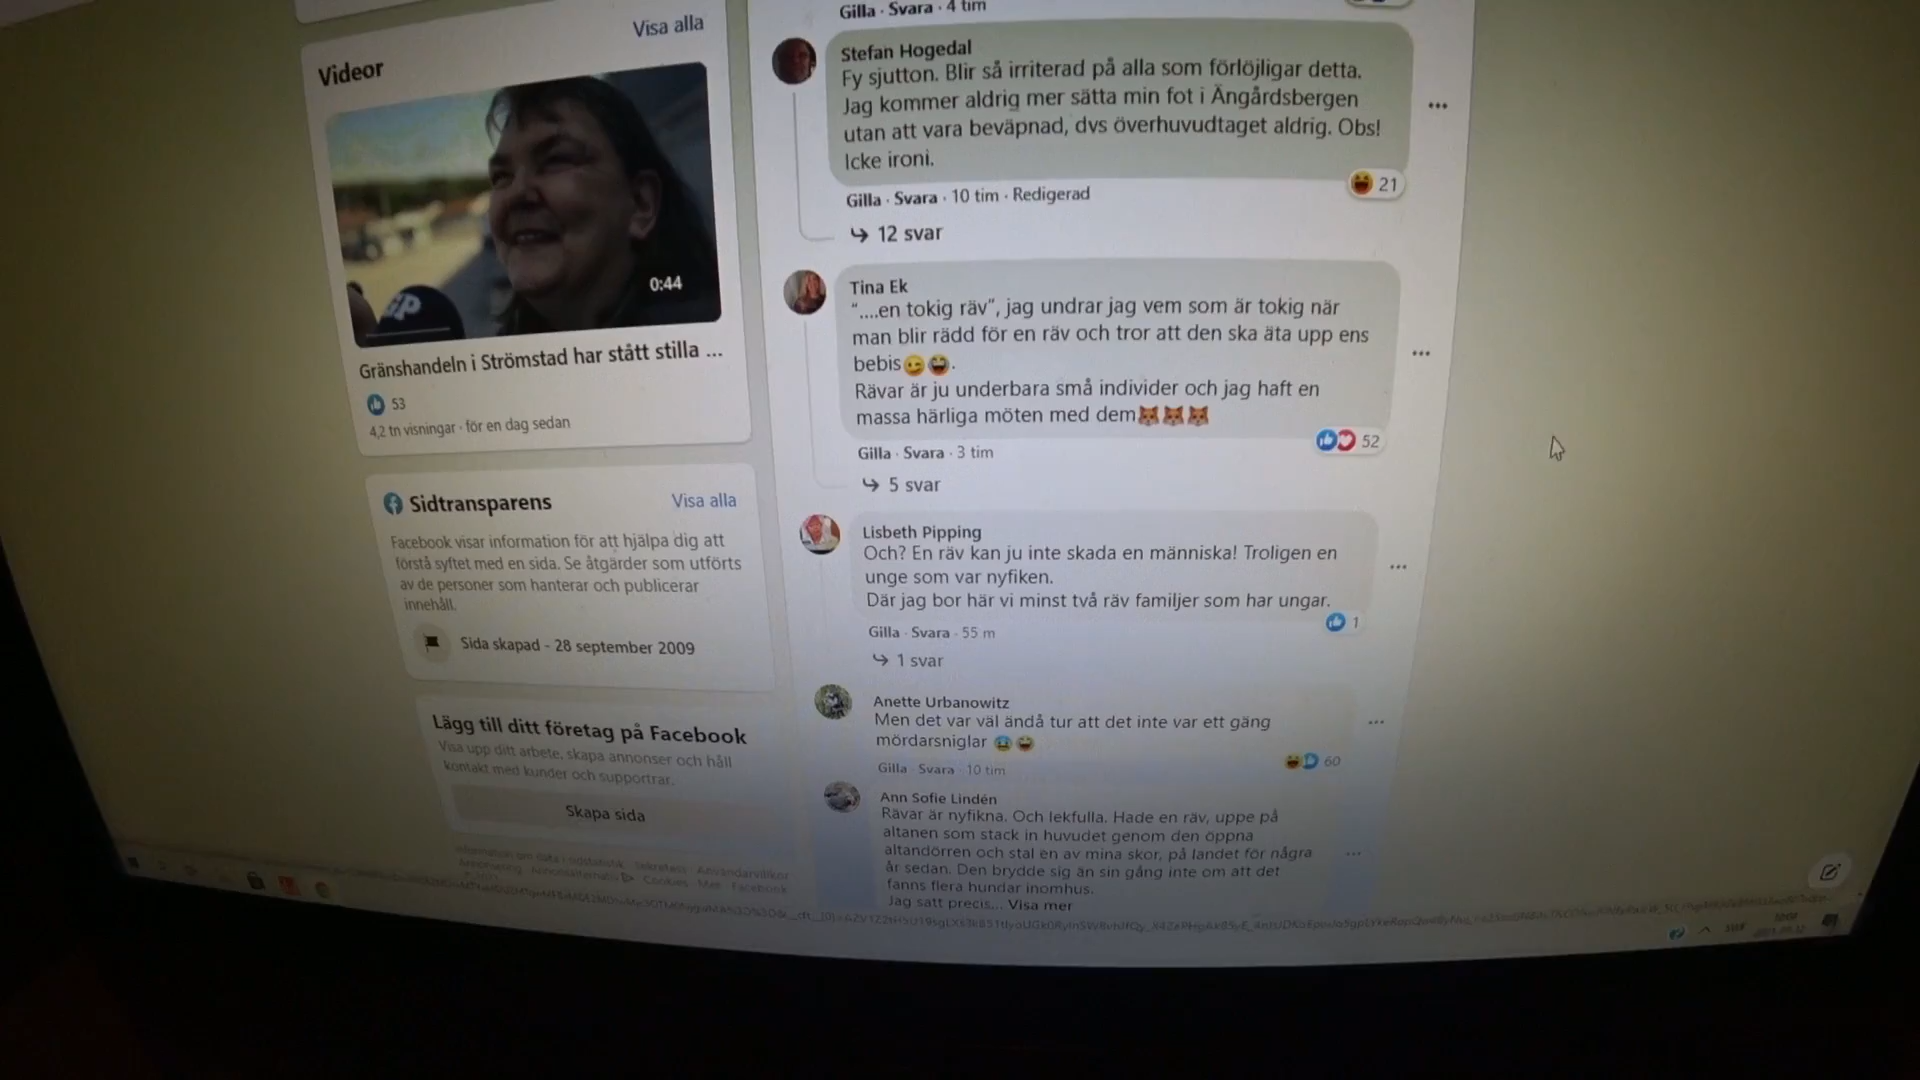 Visa alla
Videor
GP
0:44
Gränshandeln i Strömstad har stått stilla ...
53
4,2 tn visningar · för en dag sedan
Sidtransparens
Visa alla
Facebook visar information för att hjälpa dig att
förstå syftet med en sida. Se åtgärder som utförts
av de personer som hanterar och publicerar
innehåll.
Sida skapad - 28 september 2009
Lägg till ditt företag på Facebook
Visa upp ditt arbete, skapa annonser och håll
kontakt med kunder och supportrar.
Skapa sida
Cookies · Mer · Facebook
Gilla · Svara · 4 tim
Stefan Hogedal
Fy sjutton. Blir så irriterad på alla som förlöjligar detta.
Jag kommer aldrig mer sätta min fot i Ängårdsbergen
utan att vara beväpnad, dvs överhuvudtaget aldrig. Obs!
Icke ironi.
21
Gilla · Svara · 10 tim · Redigerad
12 svar
Tina Ek
“....en tokig räv”, jag undrar jag vem som är tokig när
man blir rädd för en räv och tror att den ska äta upp ens
bebis😉😆.
Rävar är ju underbara små individer och jag haft en
massa härliga möten med dem🦊🦊🦊
52
Gilla · Svara · 3 tim
5 svar
Lisbeth Pipping
Och? En räv kan ju inte skada en människa! Troligen en
unge som var nyfiken.
Där jag bor här vi minst två räv familjer som har ungar.
1
Gilla · Svara · 55 m
1 svar
Anette Urbanowitz
Men det var väl ändå tur att det inte var ett gäng
mördarsniglar 😰😆
60
Gilla · Svara · 10 tim
Ann Sofie Lindén
Rävar är nyfikna. Och lekfulla. Hade en räv, uppe på
altanen som stack in huvudet genom den öppna
altandörren och stal en av mina skor, på landet för några
år sedan. Den brydde sig än sin gång inte om att det
fanns flera hundar inomhus.
Jag satt precis... Visa mer